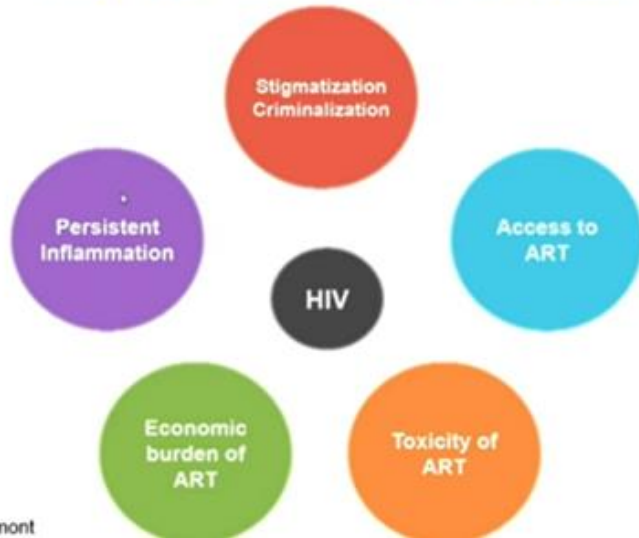 Stigmatization
Criminalization
Persistent
Inflammation
Access to
ART
HIV
Economic
burden of
ART
Toxicity of
ART